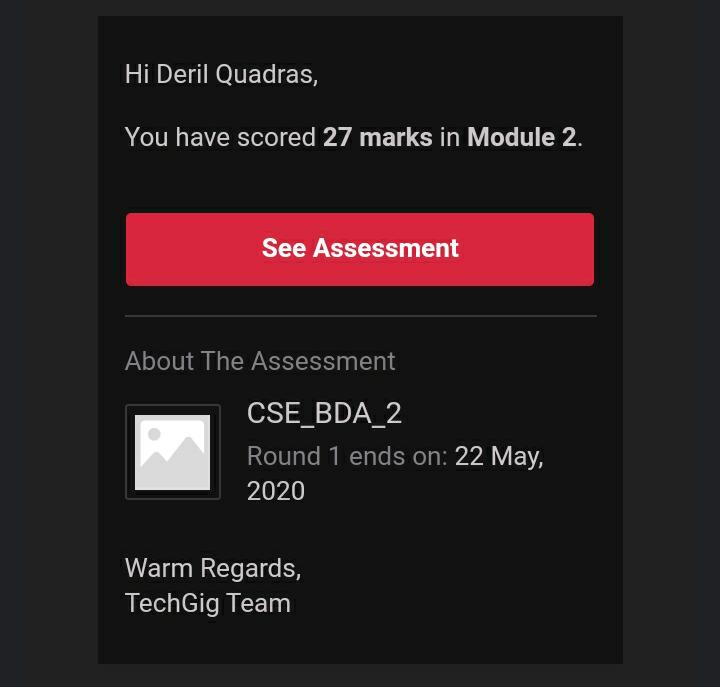 Hi Deril Quadras,
You have scored 27 marks in Module 2.
See Assessment
About The Assessment
CSE_BDA_2
Round 1 ends on: 22 May,
2020
Warm Regards,
TechGig Team